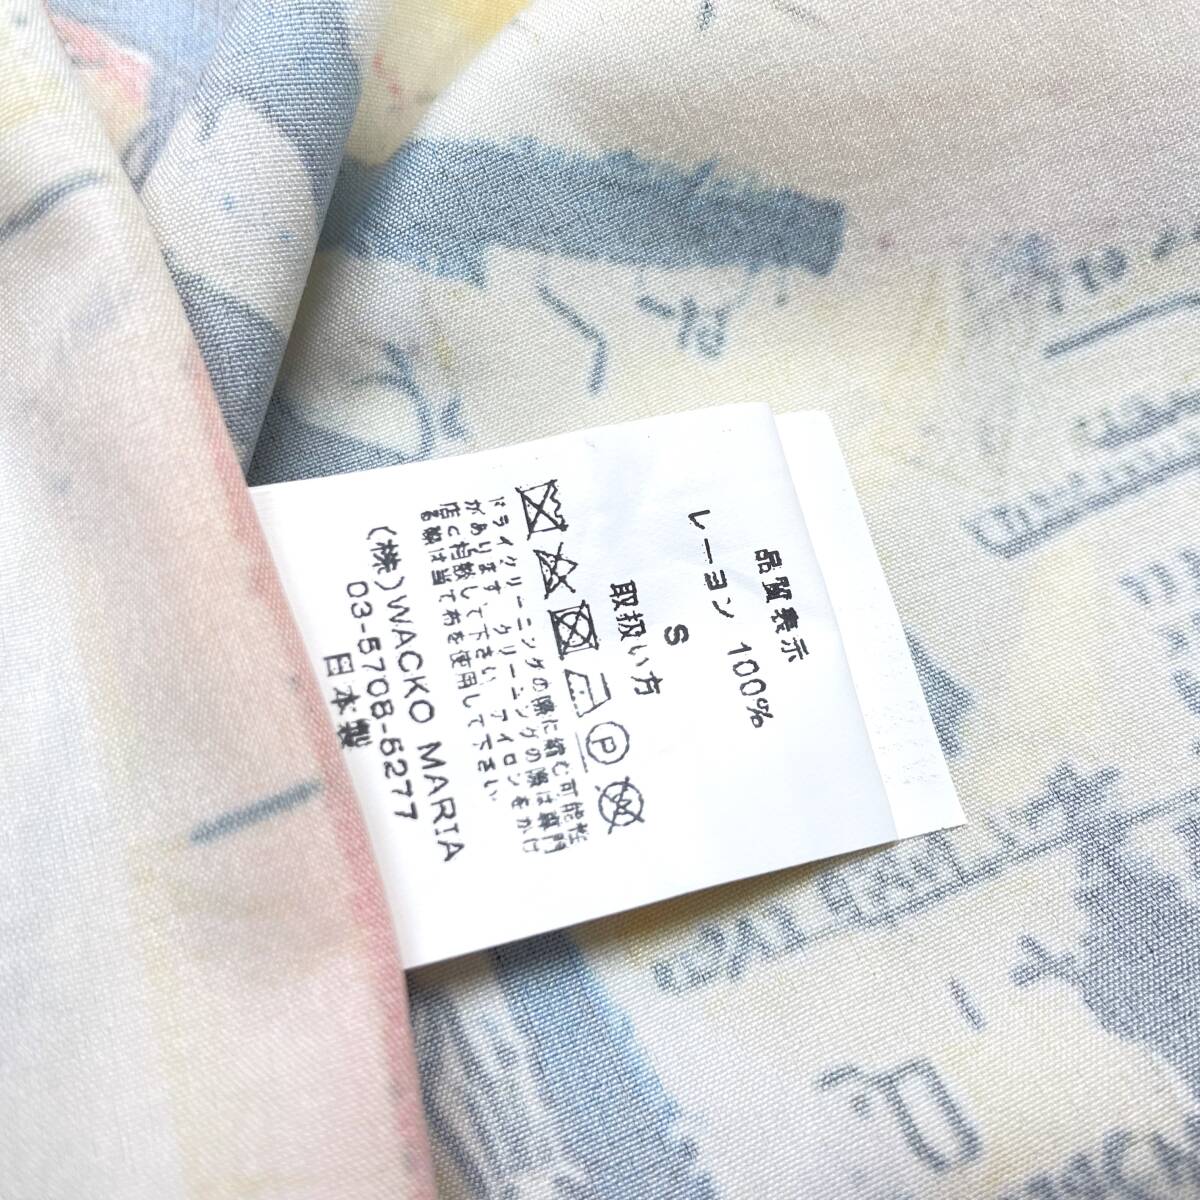 品質表示
レーヨン 100%
S
取扱い方
P
ドライクリーニングの際に縮む可能性
があります。クリーニングの際は専門
店に相談して下さい。アイロンをかけ
る際は当て布を使用して下さい。
(株)WACKO MARIA
03-5708-5277
日本製